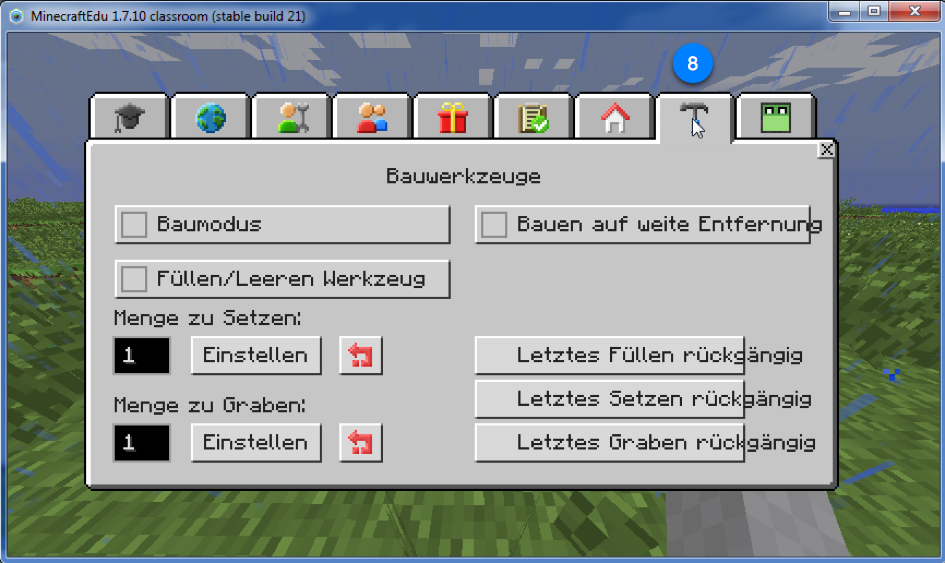 MinecraftEdu 1.7.10 classroom (stable build 21)
8
Bauwerkzeuge
Baumodus
Bauen auf weite Entfernung
Füllen/Leeren Werkzeug
Menge zu Setzen:
1 Einstellen
Letztes Füllen rückgängig
Letztes Setzen rückgängig
Menge zu Graben:
1 Einstellen
Letztes Graben rückgängig